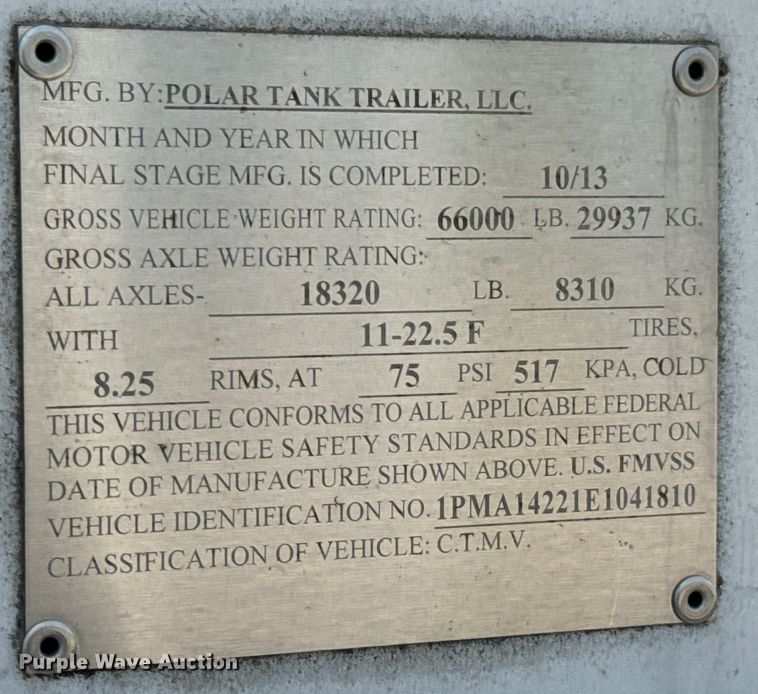 MFG. BY: POLAR TANK TRAILER, LLC.
MONTH AND YEAR IN WHICH
FINAL STAGE MFG. IS COMPLETED: 10/13
GROSS VEHICLE WEIGHT RATING: 66000 LB. 29937 KG.
GROSS AXLE WEIGHT RATING:
ALL AXLES- 18320 LB. 8310 KG.
WITH 11-22.5 F TIRES,
8.25 RIMS, AT 75 PSI 517 KPA, COLD
THIS VEHICLE CONFORMS TO ALL APPLICABLE FEDERAL
MOTOR VEHICLE SAFETY STANDARDS IN EFFECT ON
DATE OF MANUFACTURE SHOWN ABOVE. U.S. FMVSS
VEHICLE IDENTIFICATION NO. 1PMA14221E1041810
CLASSIFICATION OF VEHICLE: C.T.M.V.
Purple Wave Auction